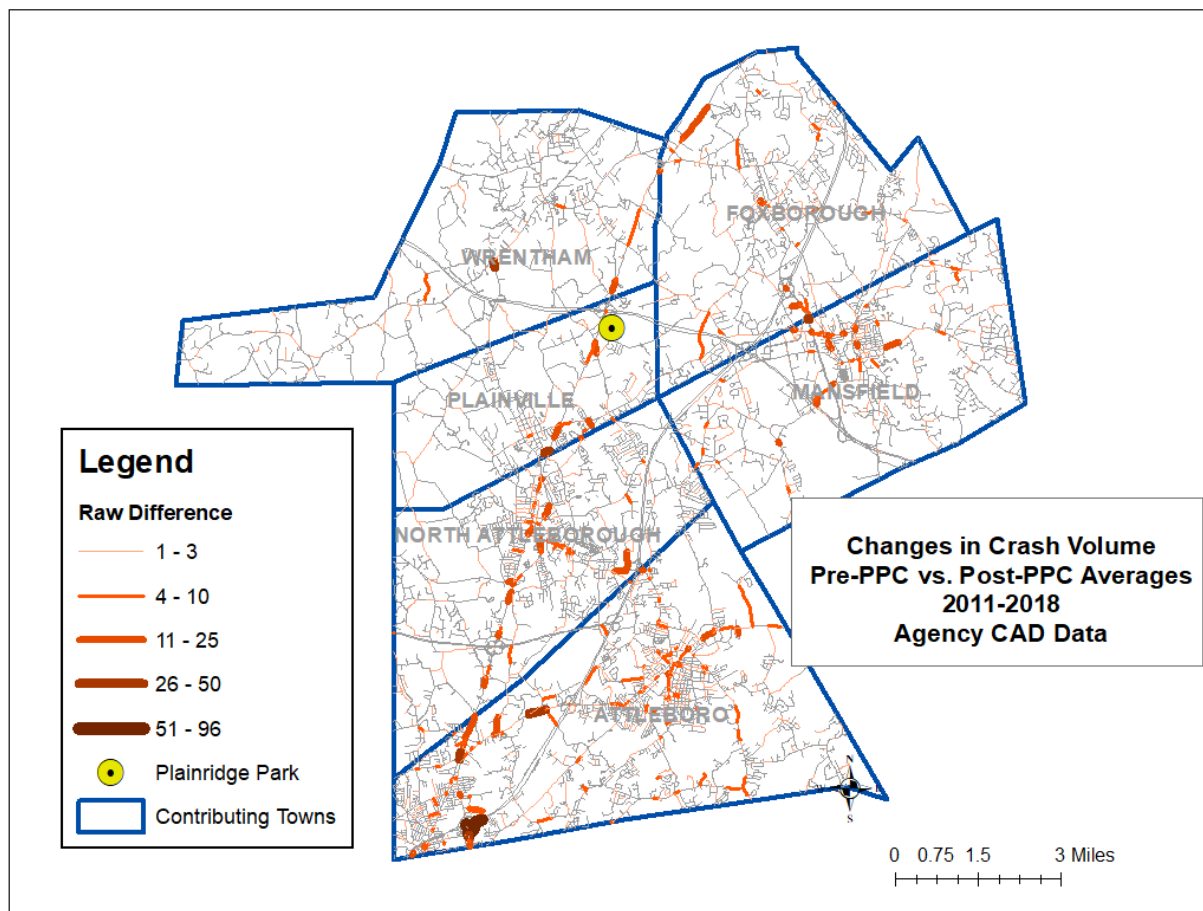 FOXBOROUGH
WRENTHAM
PLAINVILLE
MANSFIELD
NORTH ATTLEBOROUGH
ATTLEBORO
Legend
Raw Difference
1 - 3
4 - 10
11 - 25
26 - 50
51 - 96
Plainridge Park
Contributing Towns
Changes in Crash Volume
Pre-PPC vs. Post-PPC Averages
2011-2018
Agency CAD Data
N
W
E
S
0 0.75 1.5 3 Miles